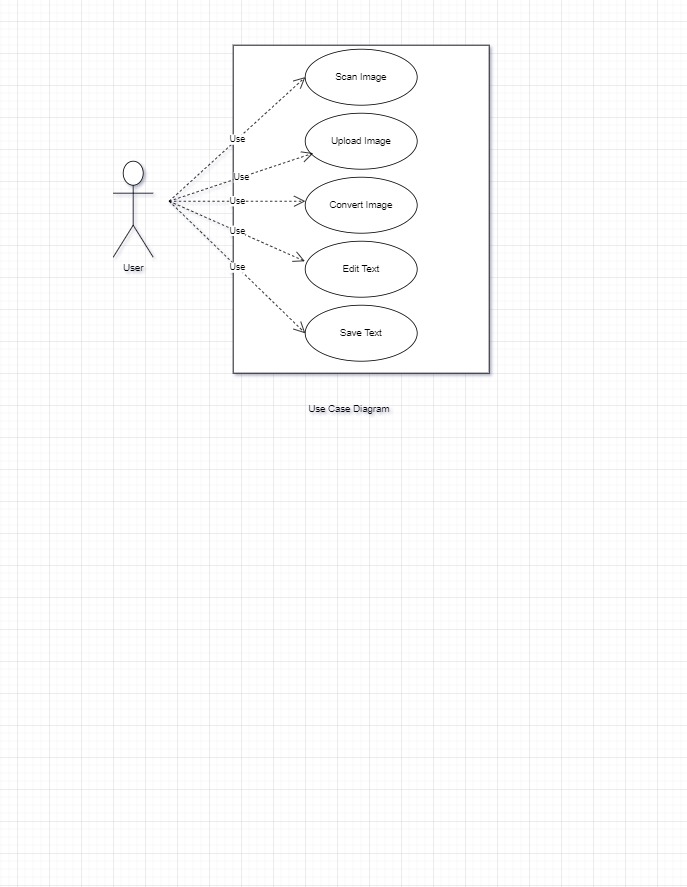 Scan Image
Use
Upload Image
Use
Use
Convert Image
Use
Edit Text
User
Use
Save Text
Use Case Diagram